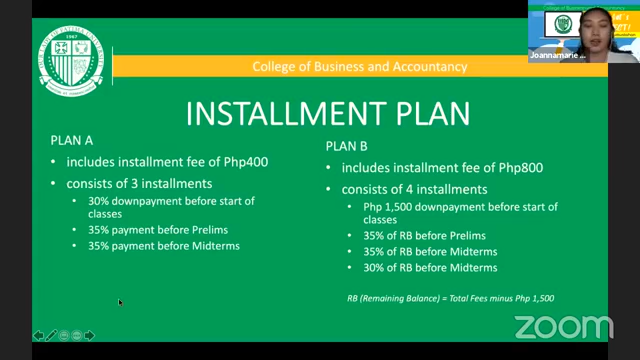 College of Business and Accountancy
College of Business and Accountancy
INSTALLMENT PLAN
PLAN A
• includes installment fee of Php400
• consists of 3 installments
• 30% downpayment before start of
classes
• 35% payment before Prelims
• 35% payment before Midterms
PLAN B
• includes installment fee of Php800
• consists of 4 installments
• Php 1,500 downpayment before start of
classes
• 35% of RB before Prelims
• 35% of RB before Midterms
• 30% of RB before Midterms
RB (Remaining Balance) = Total Fees minus Php 1,500
Joannamarie
1967
zoom